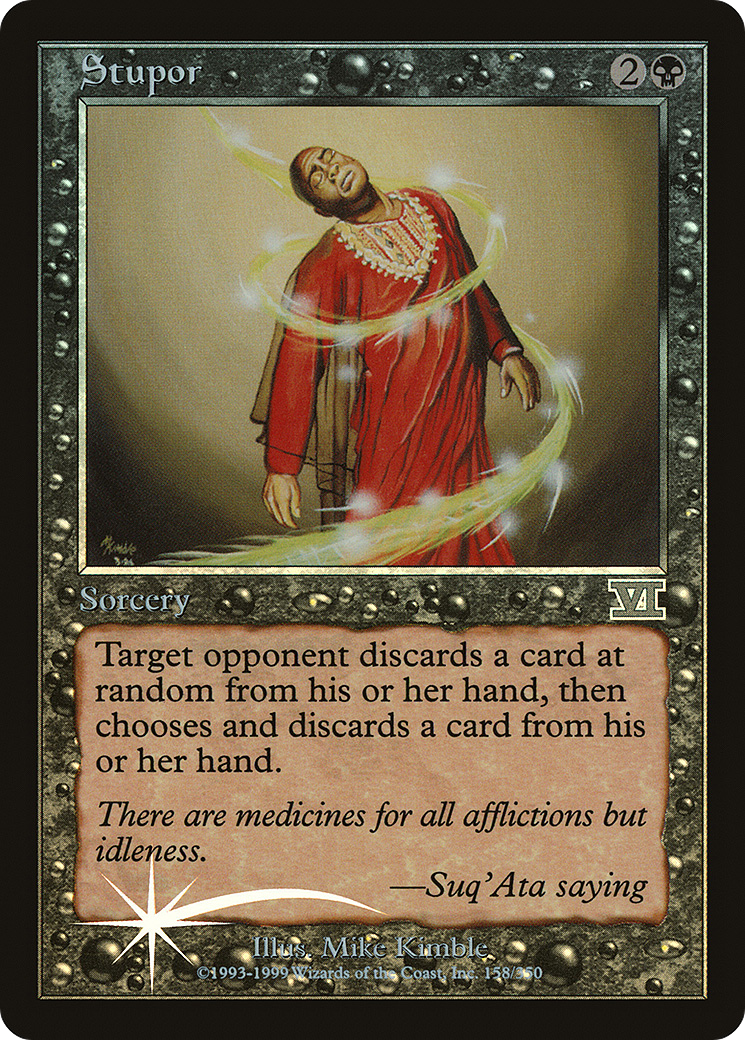 Stupor 2
Sorcery VI
Target opponent discards a card at
random from his or her hand, then
chooses and discards a card from his
or her hand.
There are medicines for all afflictions but
idleness.
—Suq'Ata saying
Illus. Mike Kimble
©1993-1999 Wizards of the Coast, Inc. 158/350